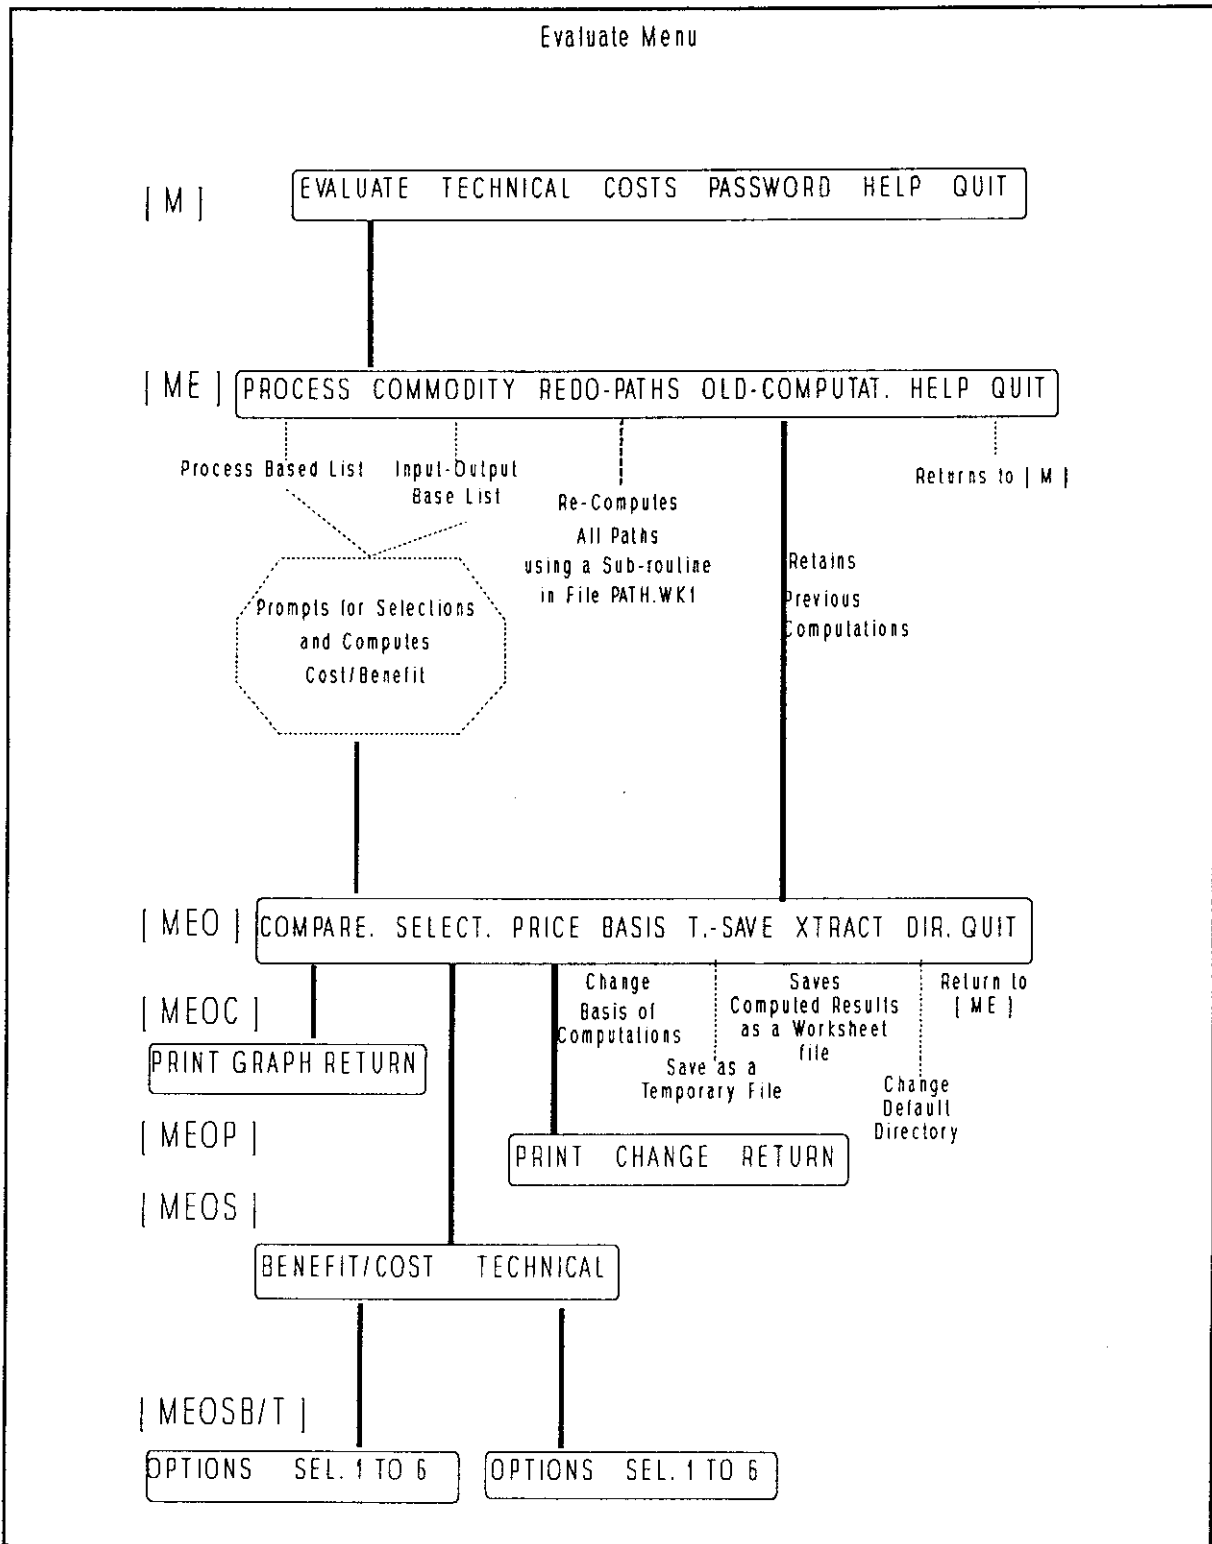 Evaluate Menu
[ M ]
EVALUATE TECHNICAL COSTS PASSWORD HELP QUIT
[ ME ]
PROCESS COMMODITY REDO-PATHS OLD-COMPUTAT. HELP QUIT
Process Based List
Input-Output
Base List
Re-Computes
All Paths
using a Sub-routine
in File PATH.WK1
Returns to [ M ]
Retains
Previous
Computations
Prompts for Selections
and Computes
Cost/Benefit
[ MEO ]
COMPARE. SELECT. PRICE BASIS T.-SAVE XTRACT DIR. QUIT
Change
Basis of
Computations
Saves
Computed Results
as a Worksheet
file
Return to
[ ME ]
[ MEOC ]
PRINT GRAPH RETURN
Save as a
Temporary File
Change
Default
Directory
[ MEOP ]
PRINT CHANGE RETURN
[ MEOS ]
BENEFIT/COST TECHNICAL
[ MEOSB/T ]
OPTIONS SEL. 1 TO 6
OPTIONS SEL. 1 TO 6